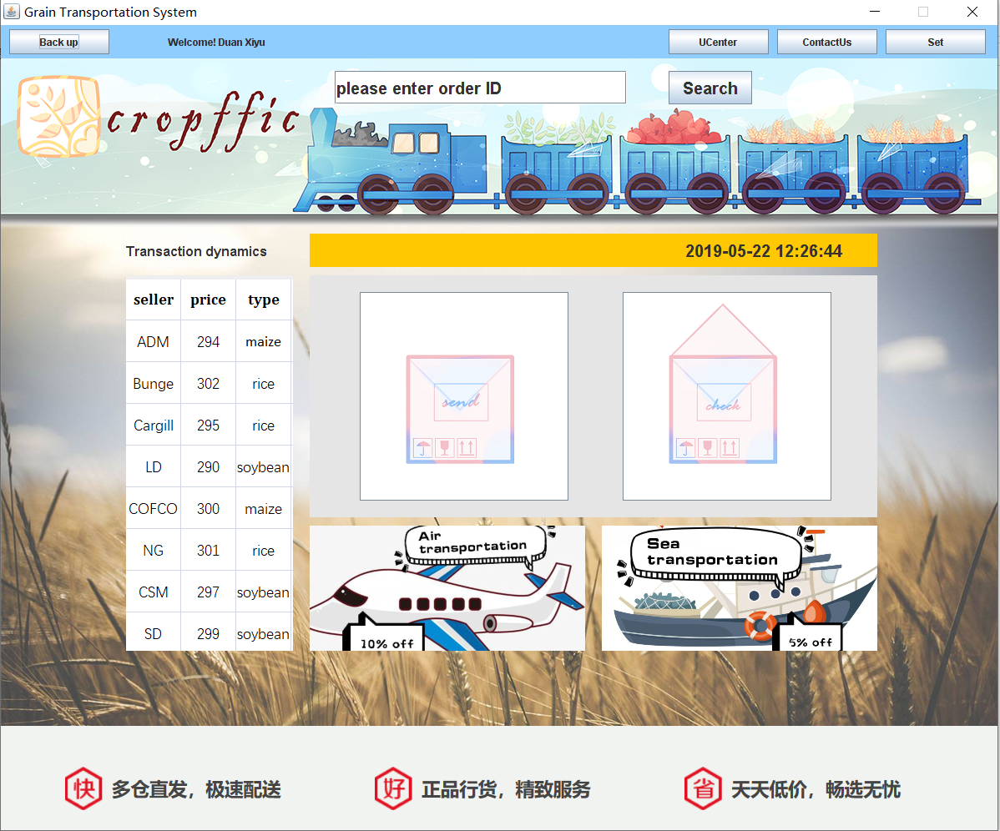 Grain Transportation System
Back up
Welcome! Duan Xiyu
UCenter
ContactUs
Set
please enter order ID
Search
cropffic
Transaction dynamics
2019-05-22 12:26:44
seller price type
ADM 294 maize
Bunge 302 rice
Cargill 295 rice
LD 290 soybean
COFCO 300 maize
NG 301 rice
CSM 297 soybean
SD 299 soybean
send
check
Air
transportation
10% off
Sea
transportation
5% off
快 多仓直发，极速配送
好 正品行货，精致服务
省 天天低价，畅选无忧